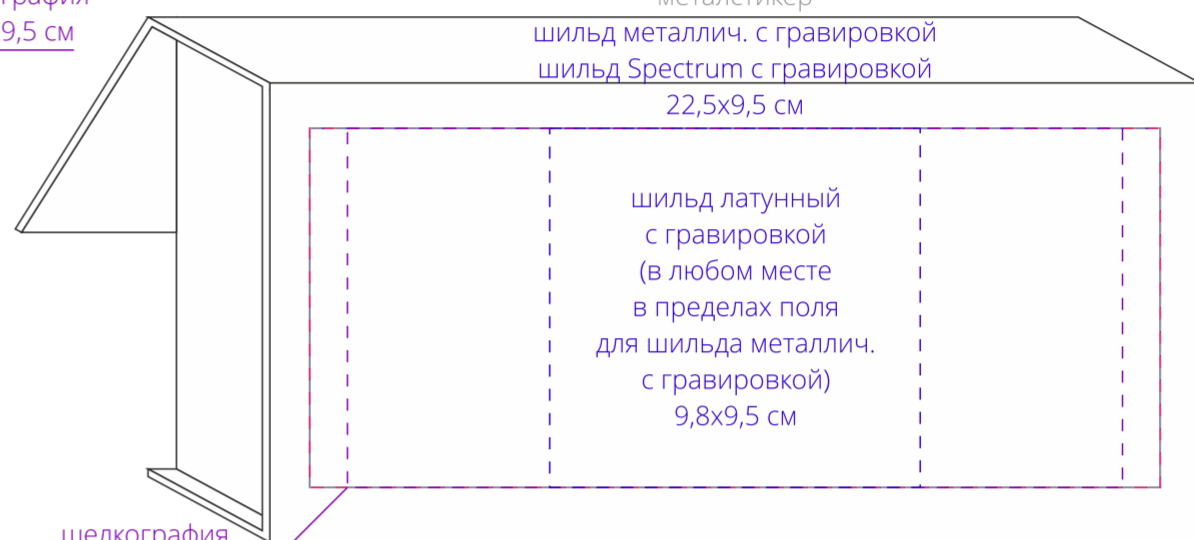 9,5 см
металстикер
шильд металлич. с гравировкой
шильд Spectrum с гравировкой
22,5х9,5 см
шильд латунный
с гравировкой
(в любом месте
в пределах поля
для шильда металлич.
с гравировкой)
9,8х9,5 см
шелкография